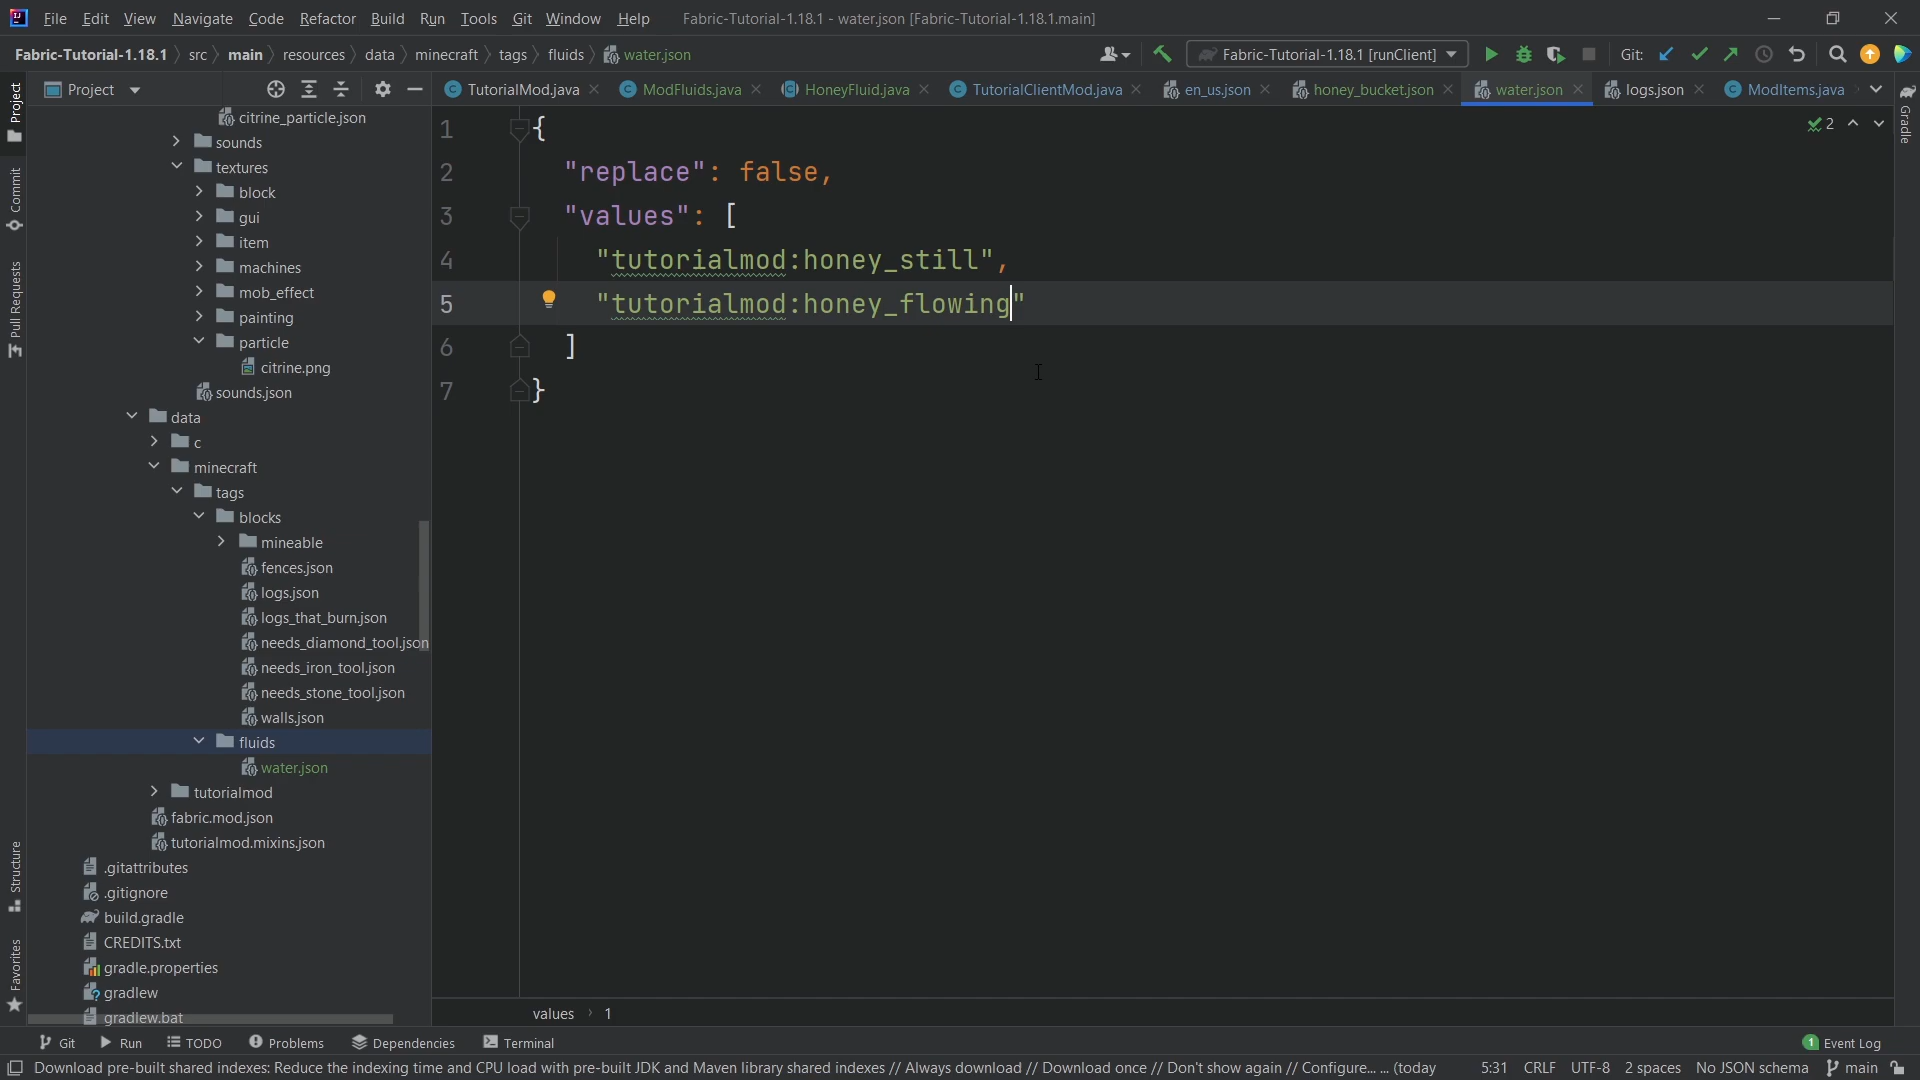 File Edit View Navigate Code Refactor Build Run Tools Git Window Help Fabric-Tutorial-1.18.1 - water.json [Fabric-Tutorial-1.18.1.main]
Fabric-Tutorial-1.18.1 src main resources data minecraft tags fluids water.json Fabric-Tutorial-1.18.1 [runClient] Git:
Project TutorialMod.java ModFluids.java HoneyFluid.java TutorialClientMod.java en_us.json honey_bucket.json water.json logs.json ModItems.java
Project
Commit
Pull Requests
Structure
Favorites
citrine_particle.json
sounds
textures
block
gui
item
machines
mob_effect
painting
particle
citrine.png
sounds.json
data
c
minecraft
tags
blocks
mineable
fences.json
logs.json
logs_that_burn.json
needs_diamond_tool.json
needs_iron_tool.json
needs_stone_tool.json
walls.json
fluids
water.json
tutorialmod
fabric.mod.json
tutorialmod.mixins.json
.gitattributes
.gitignore
build.gradle
CREDITS.txt
gradle.properties
gradlew
gradlew.bat
1 {
2 "replace": false,
3 "values": [
4 "tutorialmod:honey_still",
5 "tutorialmod:honey_flowing"
6 ]
7 }
2
Gradle
values 1
Git Run TODO Problems Dependencies Terminal 1 Event Log
Download pre-built shared indexes: Reduce the indexing time and CPU load with pre-built JDK and Maven library shared indexes // Always download // Download once // Don't show again // Configure... ... (today 5:31 CRLF UTF-8 2 spaces No JSON schema main